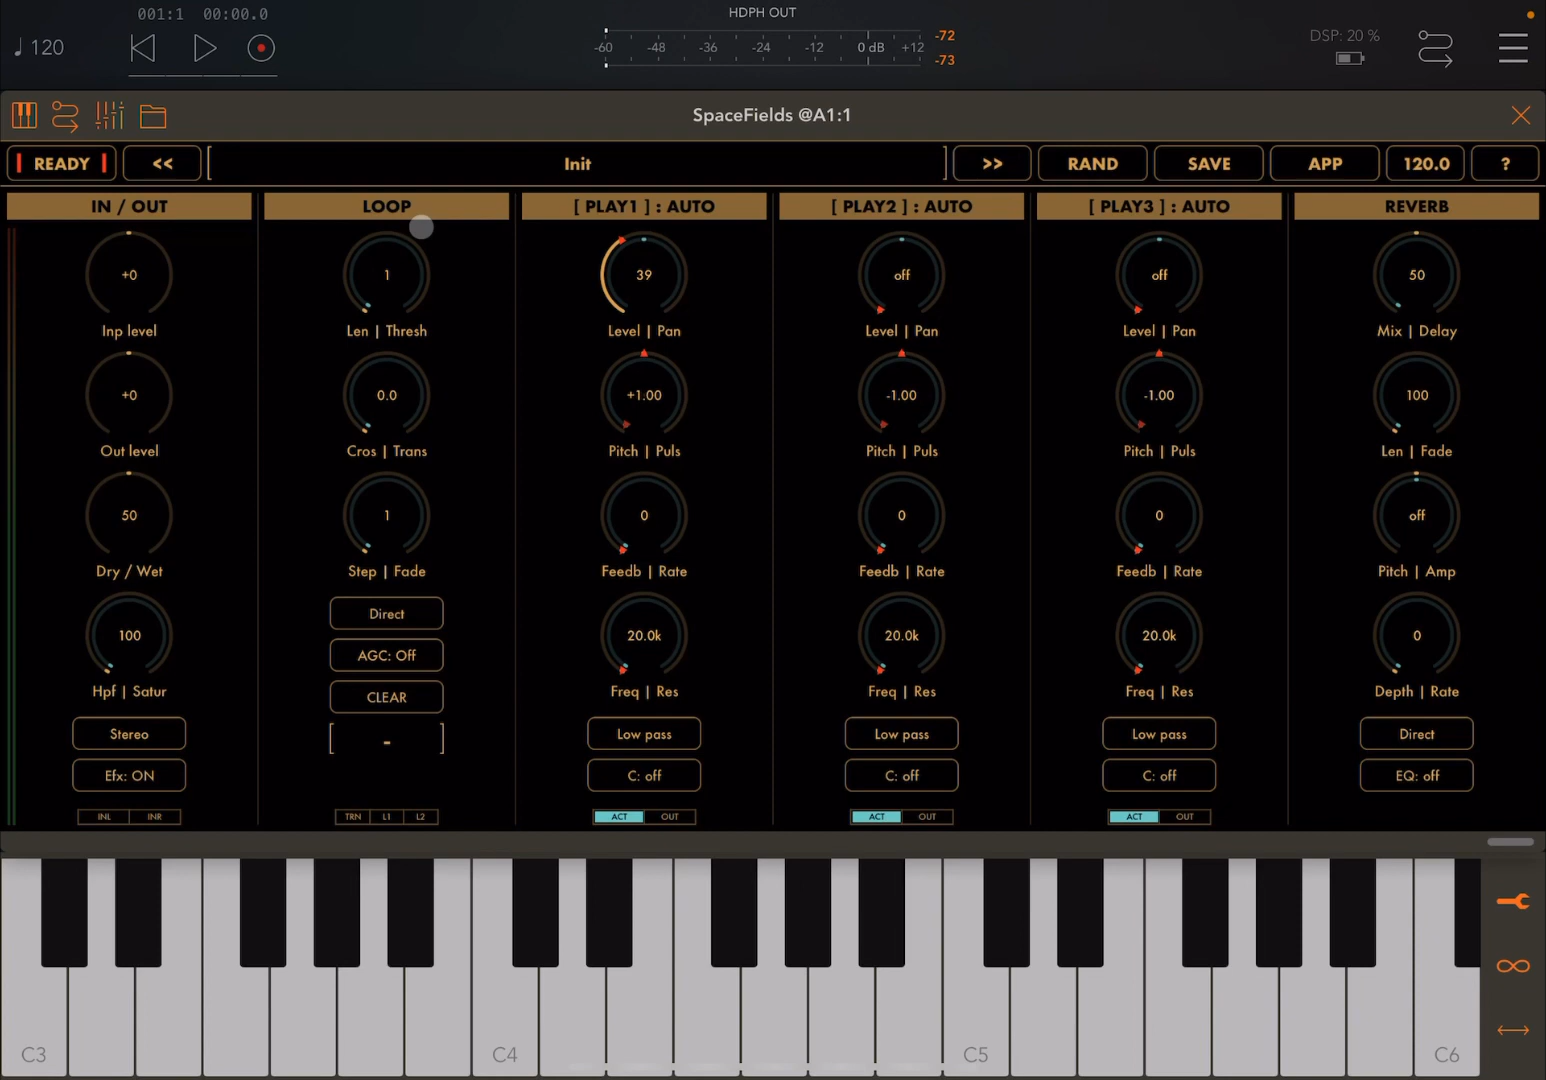 HDPH OUT
001:1 00:00.0
♩ 120
-60 -48 -36 -24 -12 0 dB +12
-72
-73
DSP: 20 %
SpaceFields @A1:1
READY << Init >> RAND SAVE APP 120.0 ?
IN / OUT LOOP [ PLAY1 ] : AUTO [ PLAY2 ] : AUTO [ PLAY3 ] : AUTO REVERB
+0 1 39 off off 50
Inp level Len | Thresh Level | Pan Level | Pan Level | Pan Mix | Delay
+0 0.0 +1.00 -1.00 -1.00 100
Out level Cros | Trans Pitch | Puls Pitch | Puls Pitch | Puls Len | Fade
50 1 0 0 0 off
Dry / Wet Step | Fade Feedb | Rate Feedb | Rate Feedb | Rate Pitch | Amp
Direct
100 20.0k 20.0k 20.0k 0
AGC: Off
Hpf | Satur CLEAR Freq | Res Freq | Res Freq | Res Depth | Rate
Stereo - Low pass Low pass Low pass Direct
Efx: ON C: off C: off C: off EQ: off
INL INR TRN L1 L2 ACT OUT ACT OUT ACT OUT
C3 C4 C5 C6